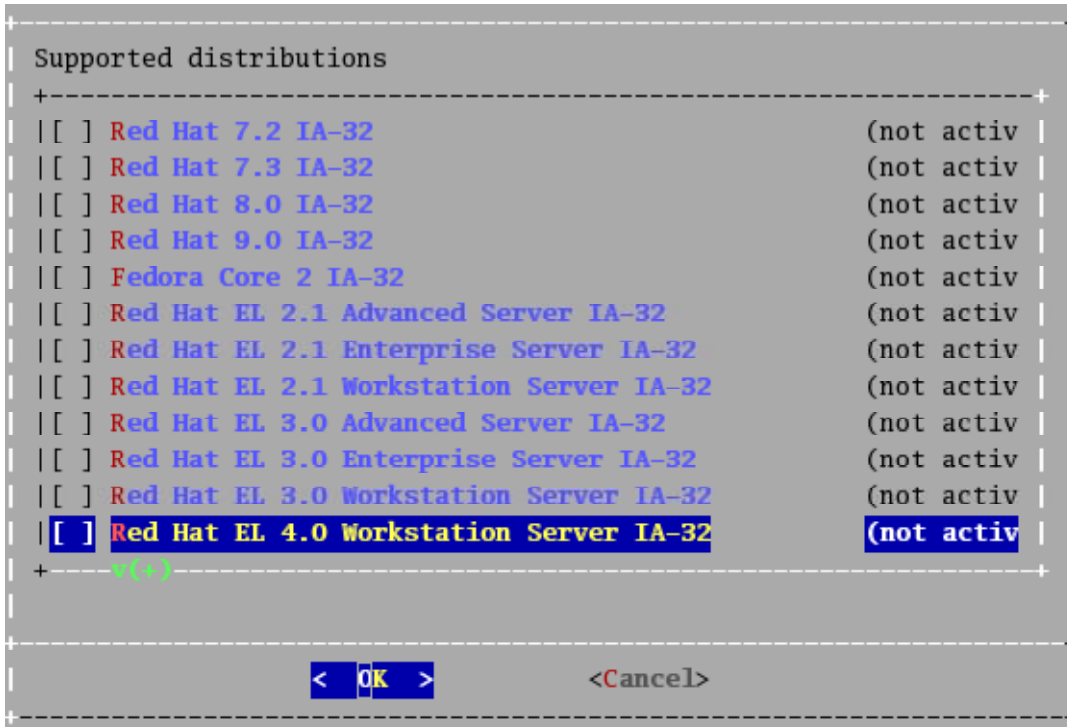 Supported distributions
[ ] Red Hat 7.2 IA-32 (not activ
[ ] Red Hat 7.3 IA-32 (not activ
[ ] Red Hat 8.0 IA-32 (not activ
[ ] Red Hat 9.0 IA-32 (not activ
[ ] Fedora Core 2 IA-32 (not activ
[ ] Red Hat EL 2.1 Advanced Server IA-32 (not activ
[ ] Red Hat EL 2.1 Enterprise Server IA-32 (not activ
[ ] Red Hat EL 2.1 Workstation Server IA-32 (not activ
[ ] Red Hat EL 3.0 Advanced Server IA-32 (not activ
[ ] Red Hat EL 3.0 Enterprise Server IA-32 (not activ
[ ] Red Hat EL 3.0 Workstation Server IA-32 (not activ
[ ] Red Hat EL 4.0 Workstation Server IA-32 (not activ
v(+)
< OK > <Cancel>